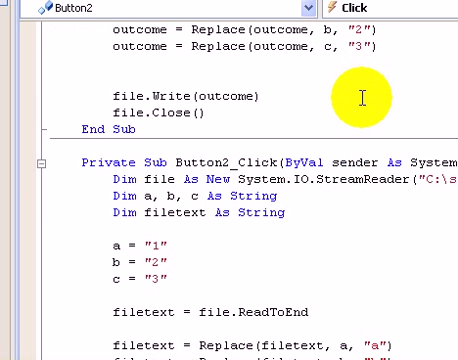 Button2 Click
outcome = Replace(outcome, b, "2")
outcome = Replace(outcome, c, "3")
file.Write(outcome)
file.Close()
End Sub
Private Sub Button2_Click(ByVal sender As System
Dim file As New System.IO.StreamReader("C:\s
Dim a, b, c As String
Dim filetext As String
a = "1"
b = "2"
c = "3"
filetext = file.ReadToEnd
filetext = Replace(filetext, a, "a")